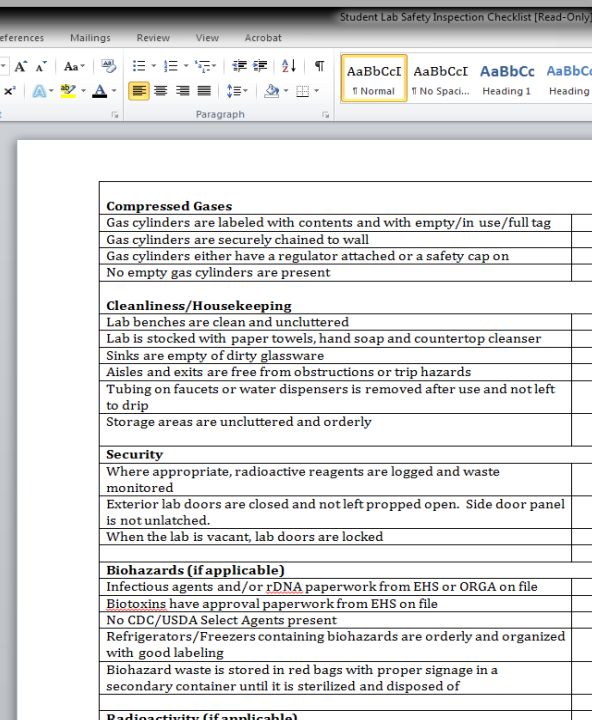 Student Lab Safety Inspection Checklist [Read-Only]
eferences Mailings Review View Acrobat
A A Aa
AaBbCcI AaBbCcI AaBbCc AaBbCc
x² A ab A ¶ Normal ¶ No Spaci... Heading 1 Heading
Paragraph
Compressed Gases
Gas cylinders are labeled with contents and with empty/in use/full tag
Gas cylinders are securely chained to wall
Gas cylinders either have a regulator attached or a safety cap on
No empty gas cylinders are present
Cleanliness/Housekeeping
Lab benches are clean and uncluttered
Lab is stocked with paper towels, hand soap and countertop cleanser
Sinks are empty of dirty glassware
Aisles and exits are free from obstructions or trip hazards
Tubing on faucets or water dispensers is removed after use and not left
to drip
Storage areas are uncluttered and orderly
Security
Where appropriate, radioactive reagents are logged and waste
monitored
Exterior lab doors are closed and not left propped open. Side door panel
is not unlatched.
When the lab is vacant, lab doors are locked
Biohazards (if applicable)
Infectious agents and/or rDNA paperwork from EHS or ORGA on file
Biotoxins have approval paperwork from EHS on file
No CDC/USDA Select Agents present
Refrigerators/Freezers containing biohazards are orderly and organized
with good labeling
Biohazard waste is stored in red bags with proper signage in a
secondary container until it is sterilized and disposed of
Radioactivity (if applicable)